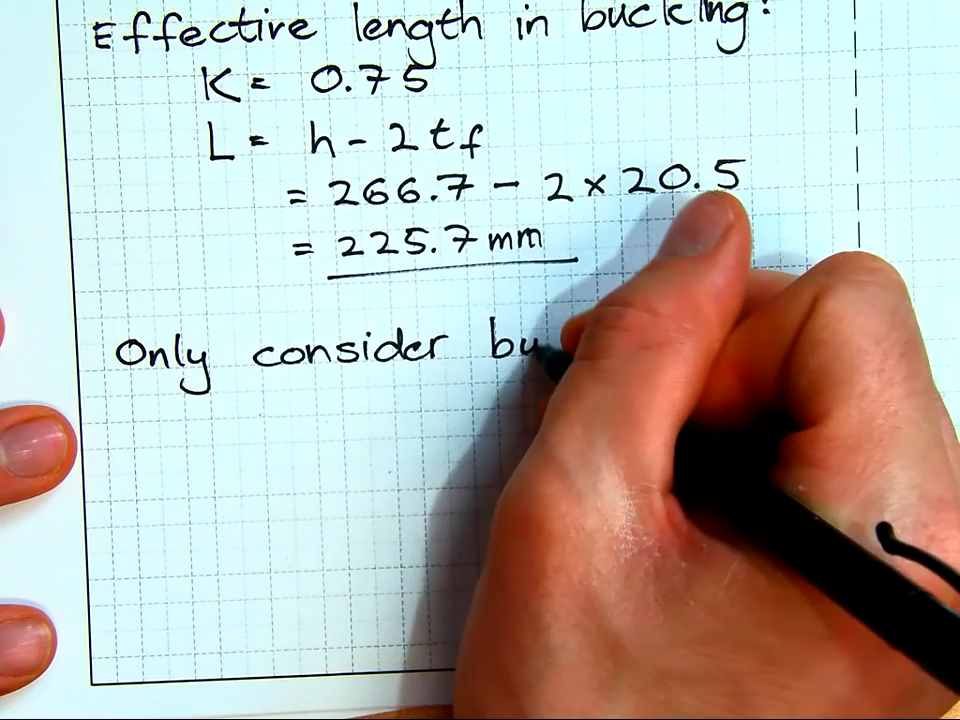 Effective length in buckling:
K = 0.75
L = h - 2tf
= 266.7 - 2 × 20.5
= 225.7 mm
Only consider bu